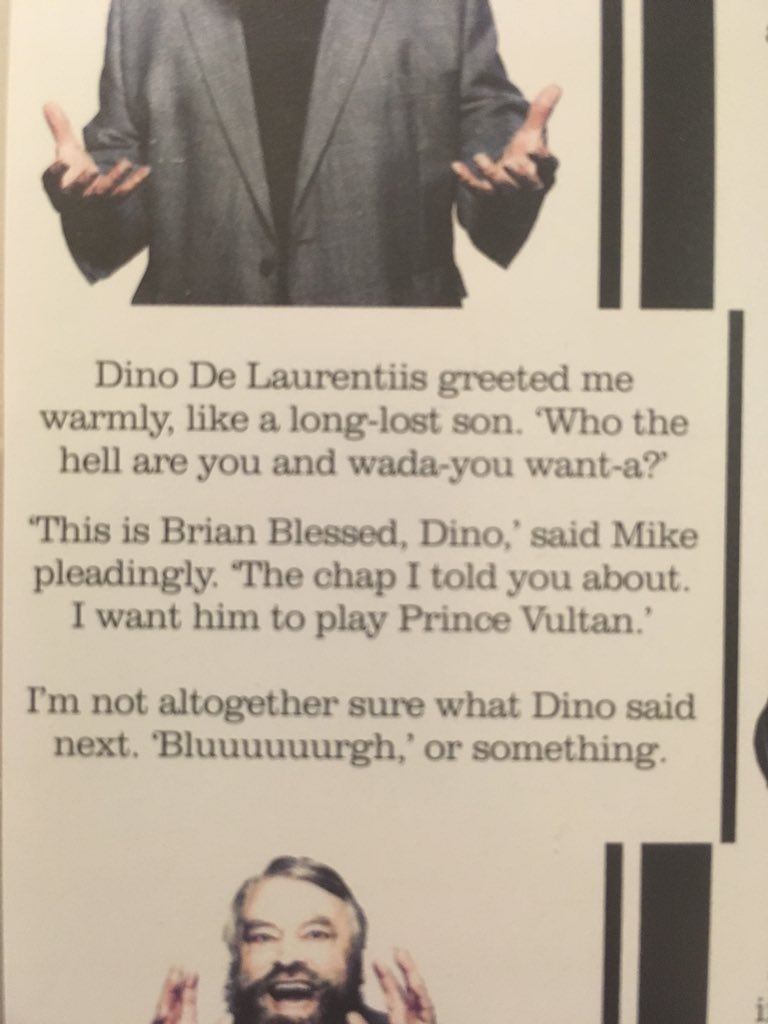 Dino De Laurentiis greeted me
warmly, like a long-lost son. ‘Who the
hell are you and wada-you want-a?’
‘This is Brian Blessed, Dino,’ said Mike
pleadingly. ‘The chap I told you about.
I want him to play Prince Vultan.’
I’m not altogether sure what Dino said
next. ‘Bluuuuuurgh,’ or something.